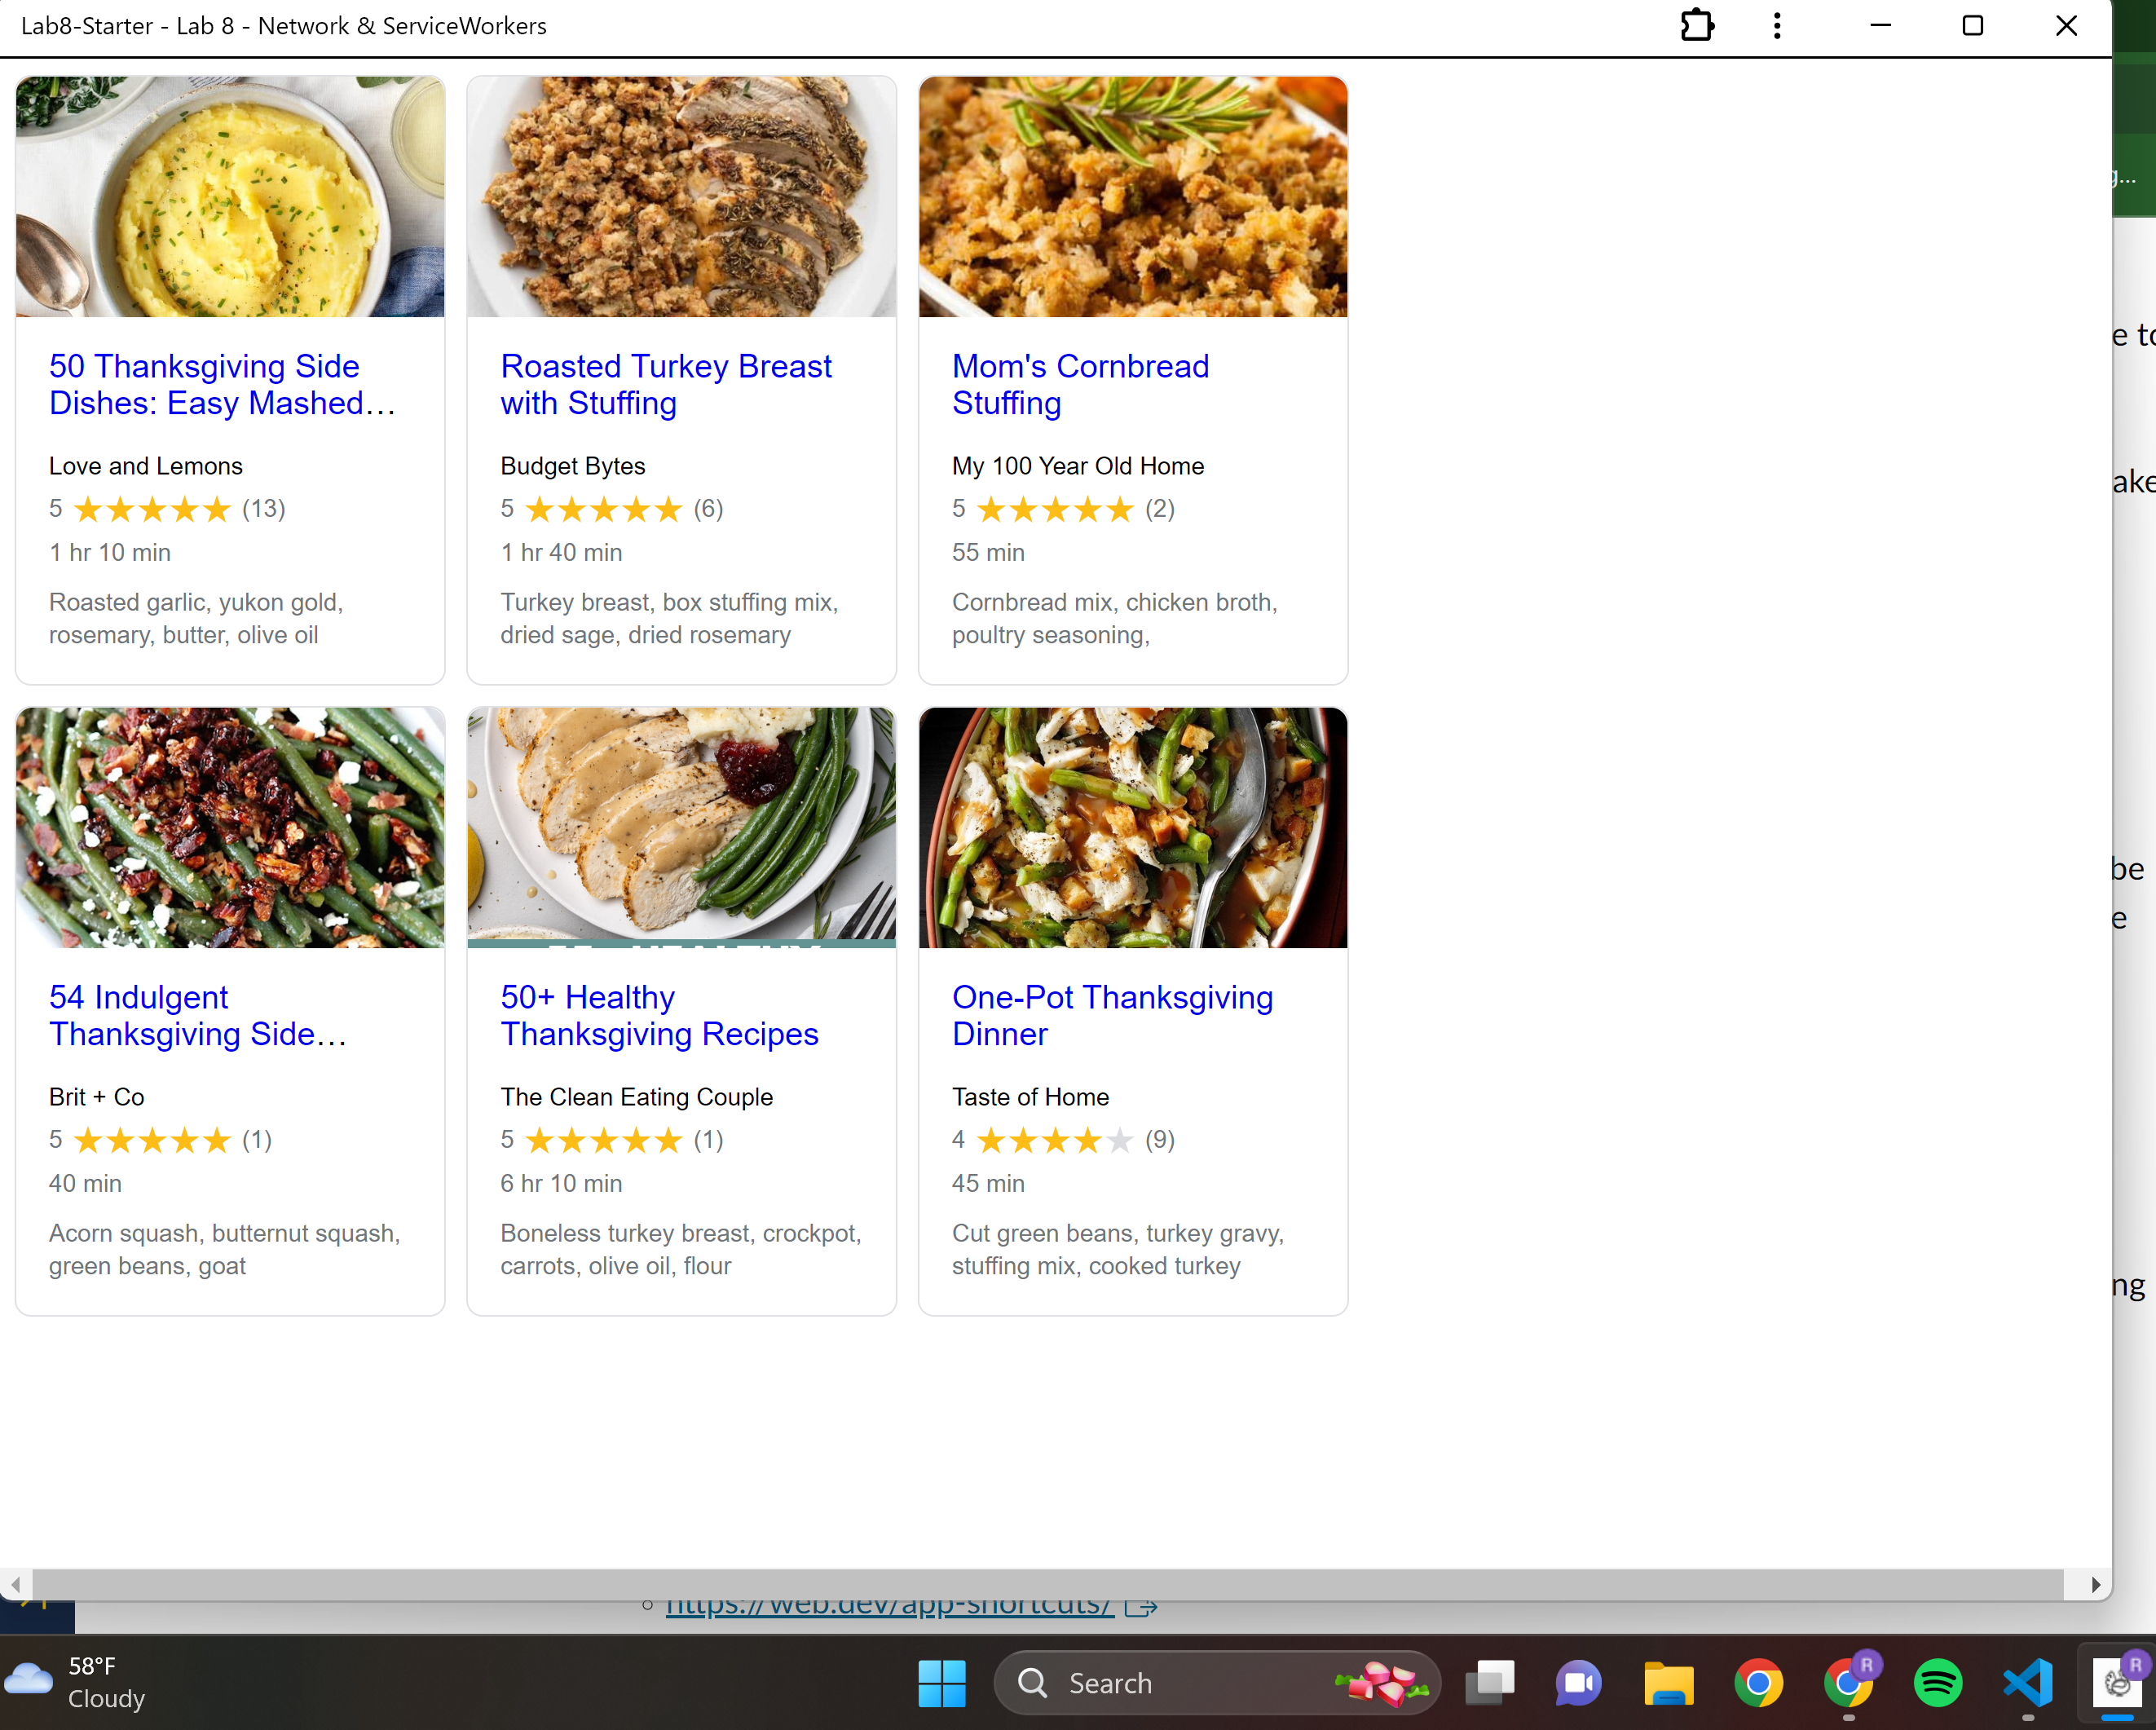 Lab8-Starter - Lab 8 - Network & ServiceWorkers
50 Thanksgiving Side
Dishes: Easy Mashed…
Love and Lemons
5 ★★★★★ (13)
1 hr 10 min
Roasted garlic, yukon gold,
rosemary, butter, olive oil
Roasted Turkey Breast
with Stuffing
Budget Bytes
5 ★★★★★ (6)
1 hr 40 min
Turkey breast, box stuffing mix,
dried sage, dried rosemary
Mom's Cornbread
Stuffing
My 100 Year Old Home
5 ★★★★★ (2)
55 min
Cornbread mix, chicken broth,
poultry seasoning,
54 Indulgent
Thanksgiving Side…
Brit + Co
5 ★★★★★ (1)
40 min
Acorn squash, butternut squash,
green beans, goat
50+ Healthy
Thanksgiving Recipes
The Clean Eating Couple
5 ★★★★★ (1)
6 hr 10 min
Boneless turkey breast, crockpot,
carrots, olive oil, flour
One-Pot Thanksgiving
Dinner
Taste of Home
4 ★★★★★ (9)
45 min
Cut green beans, turkey gravy,
stuffing mix, cooked turkey
g...
e to
ake
be
e
ng
https://web.dev/app-shortcuts/
58°F
Cloudy
Search
R
R